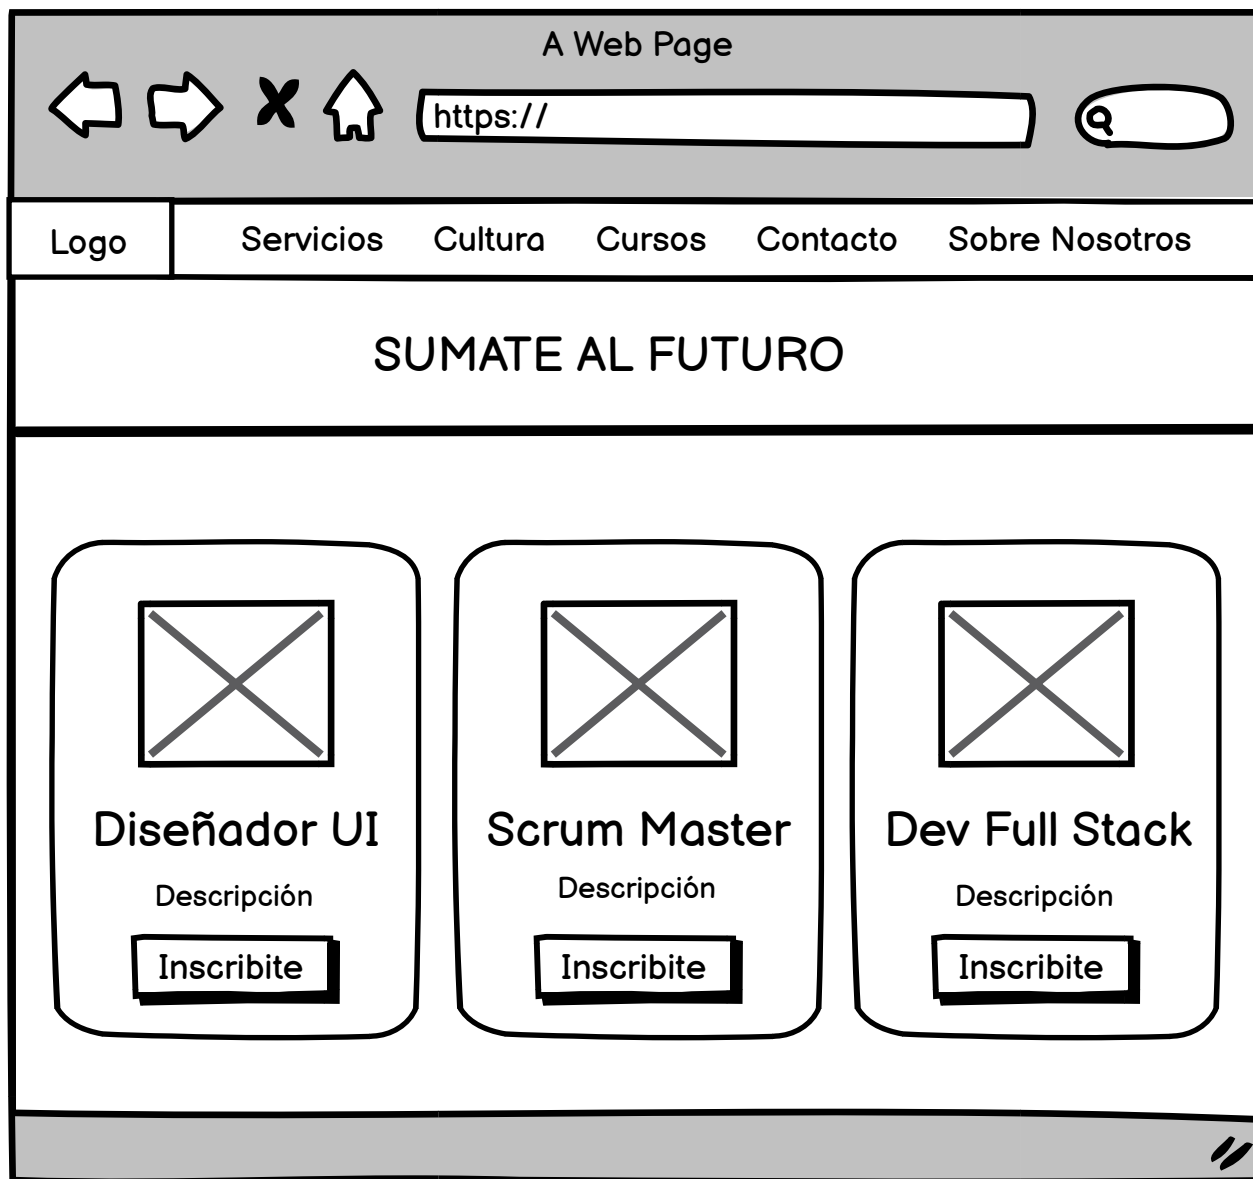 A Web Page
https://
Logo Servicios Cultura Cursos Contacto Sobre Nosotros
SUMATE AL FUTURO
Diseñador UI
Descripción
Inscribite
Scrum Master
Descripción
Inscribite
Dev Full Stack
Descripción
Inscribite